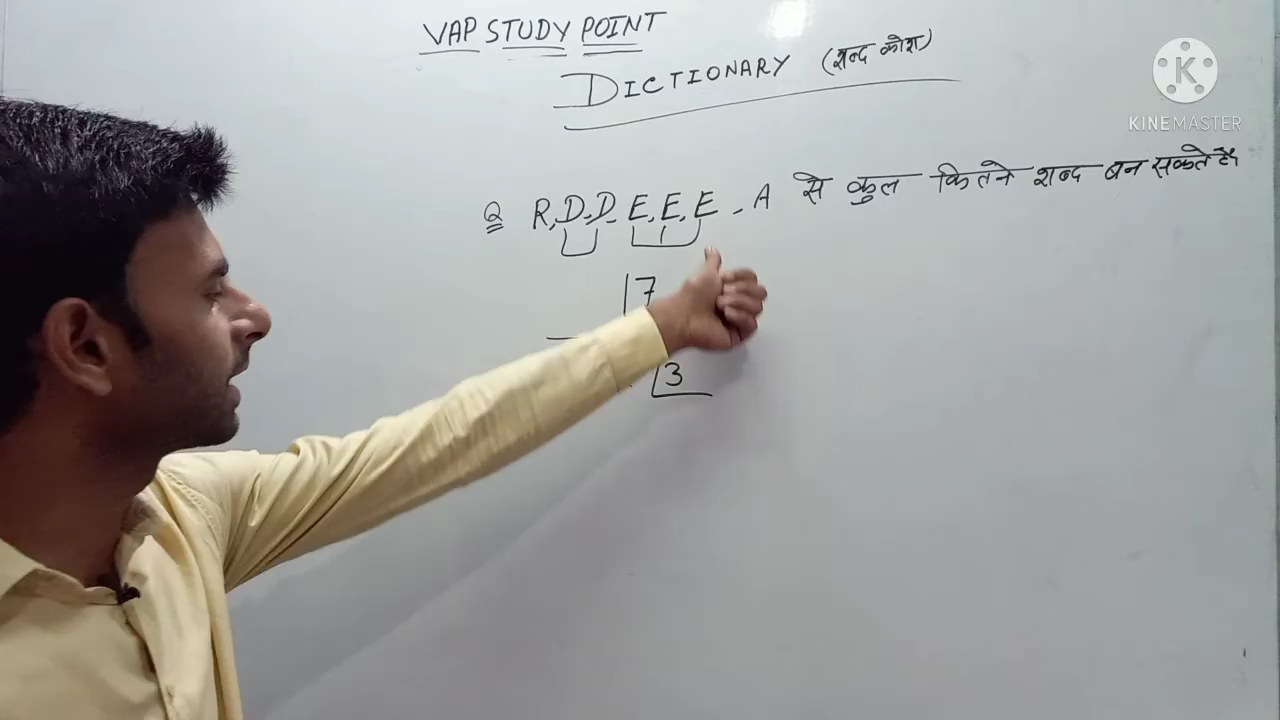 VAP STUDY POINT
DICTIONARY (शब्द कोश)
KINEMASTER
Q R, D, D, E, E, E, A से कुल कितने शब्द बन सकते हैं
7
3